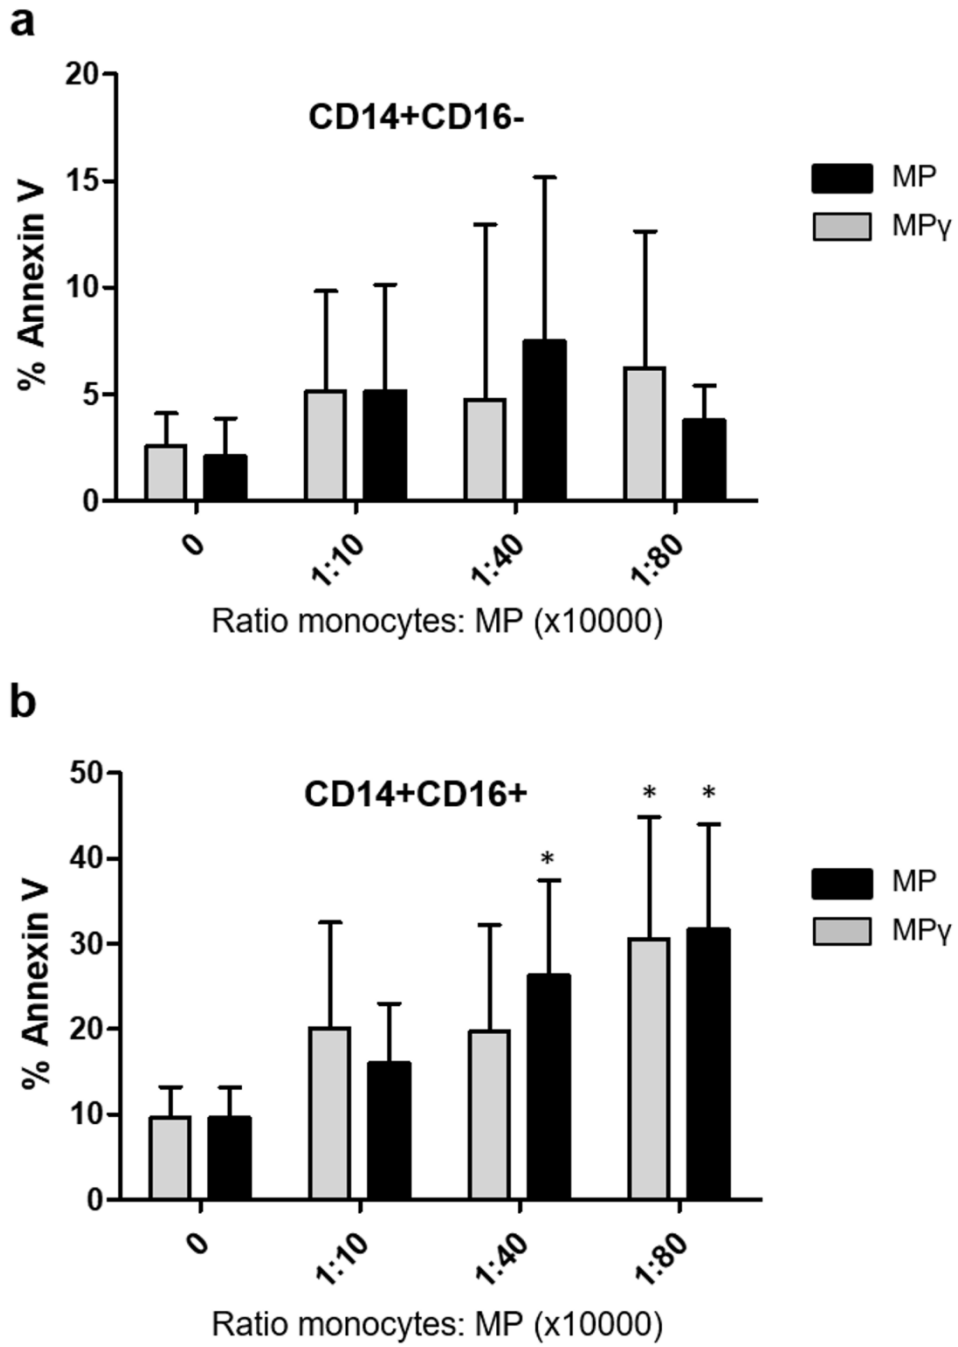 a
CD14+CD16-
% Annexin V
20
15
10
5
0
0
1:10
1:40
1:80
Ratio monocytes: MP (x10000)
MP
MPγ
b
CD14+CD16+
% Annexin V
50
40
30
20
10
0
*
*
*
0
1:10
1:40
1:80
Ratio monocytes: MP (x10000)
MP
MPγ